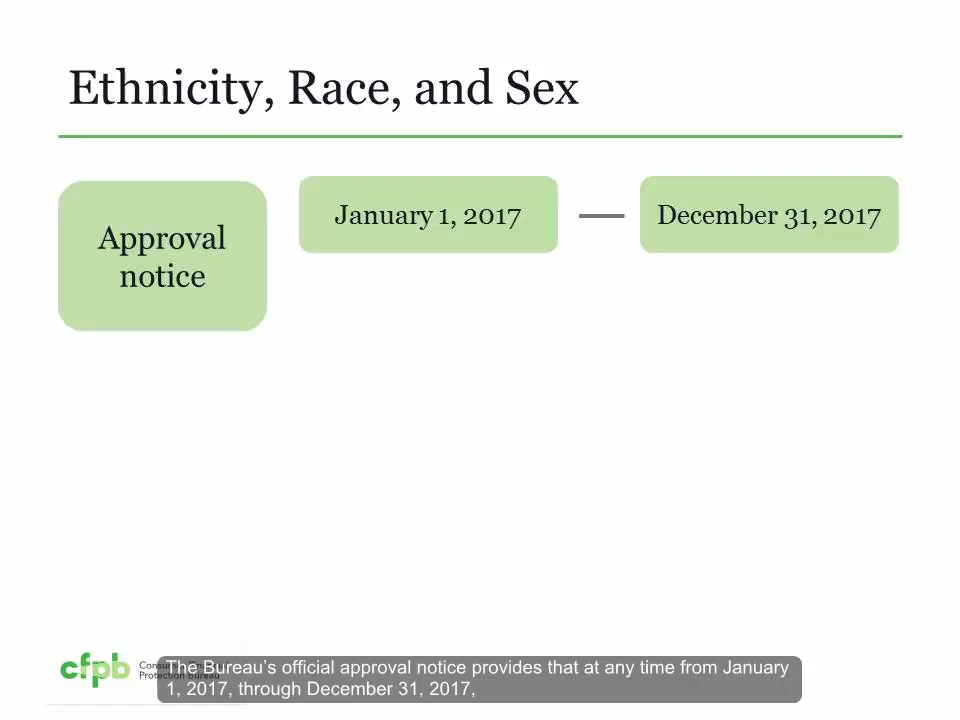 Ethnicity, Race, and Sex
Approval
notice
January 1, 2017
December 31, 2017
cfpb
Consumer Financial
Protection Bureau
The Bureau's official approval notice provides that at any time from January
1, 2017, through December 31, 2017,